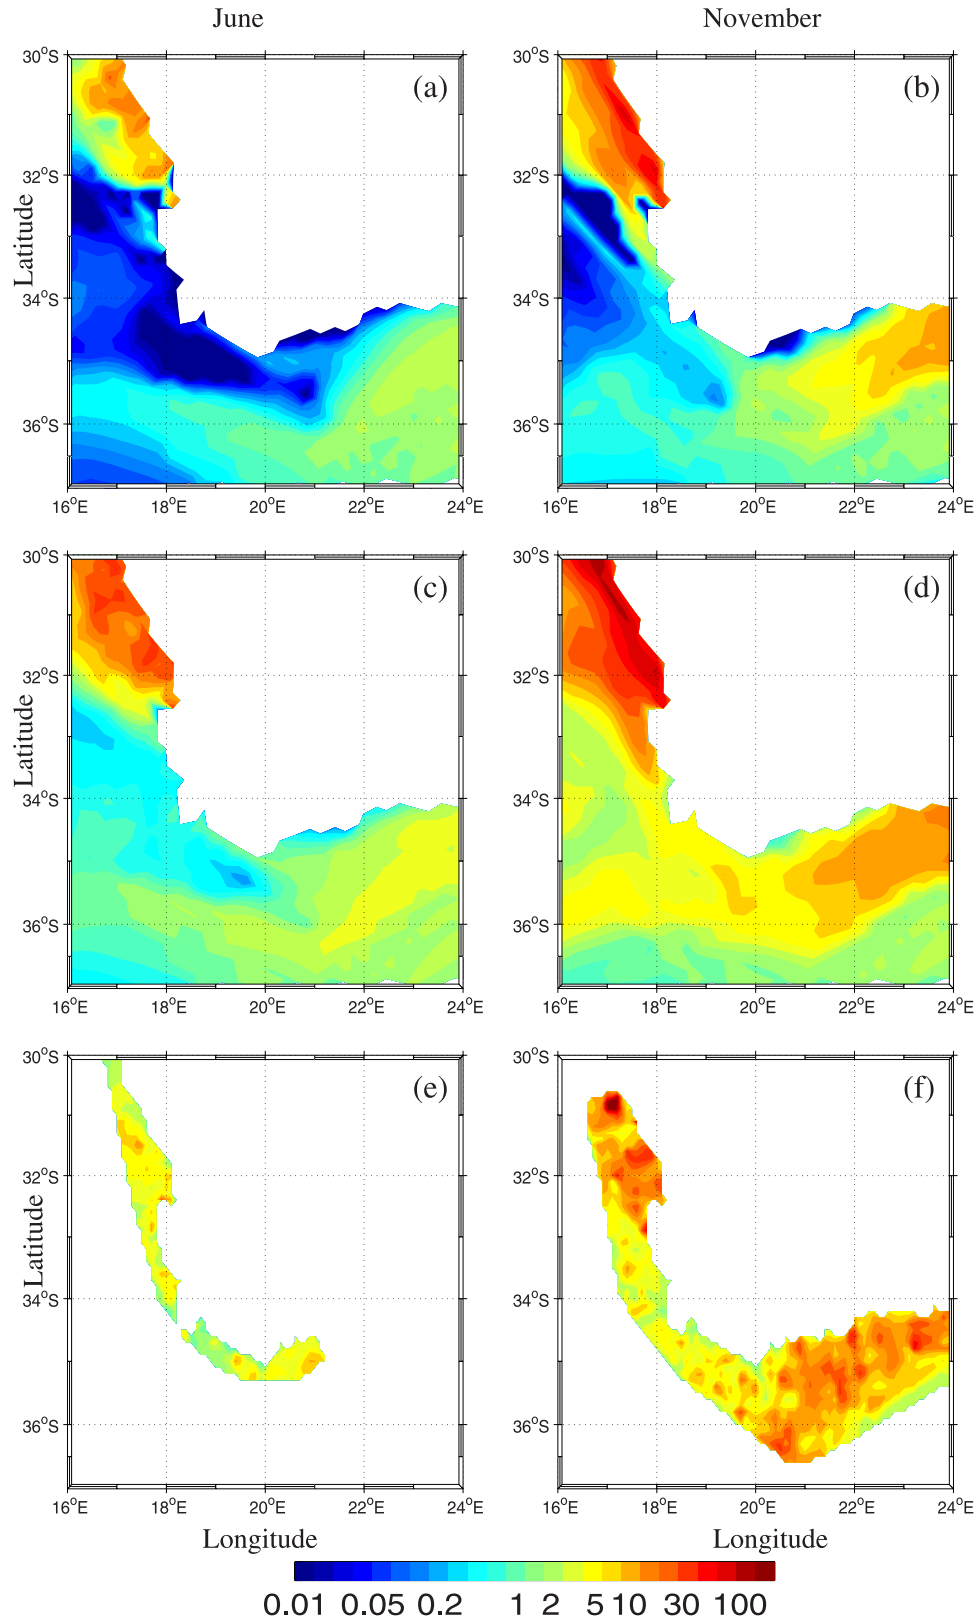 June November
30°S (a) 30°S (b)
32°S 32°S
Latitude
34°S 34°S
36°S 36°S
16°E 18°E 20°E 22°E 24°E 16°E 18°E 20°E 22°E 24°E
30°S (c) 30°S (d)
32°S 32°S
Latitude
34°S 34°S
36°S 36°S
16°E 18°E 20°E 22°E 24°E 16°E 18°E 20°E 22°E 24°E
30°S (e) 30°S (f)
32°S 32°S
Latitude
34°S 34°S
36°S 36°S
16°E 18°E 20°E 22°E 24°E 16°E 18°E 20°E 22°E 24°E
Longitude Longitude
0.01 0.05 0.2 1 2 5 10 30 100